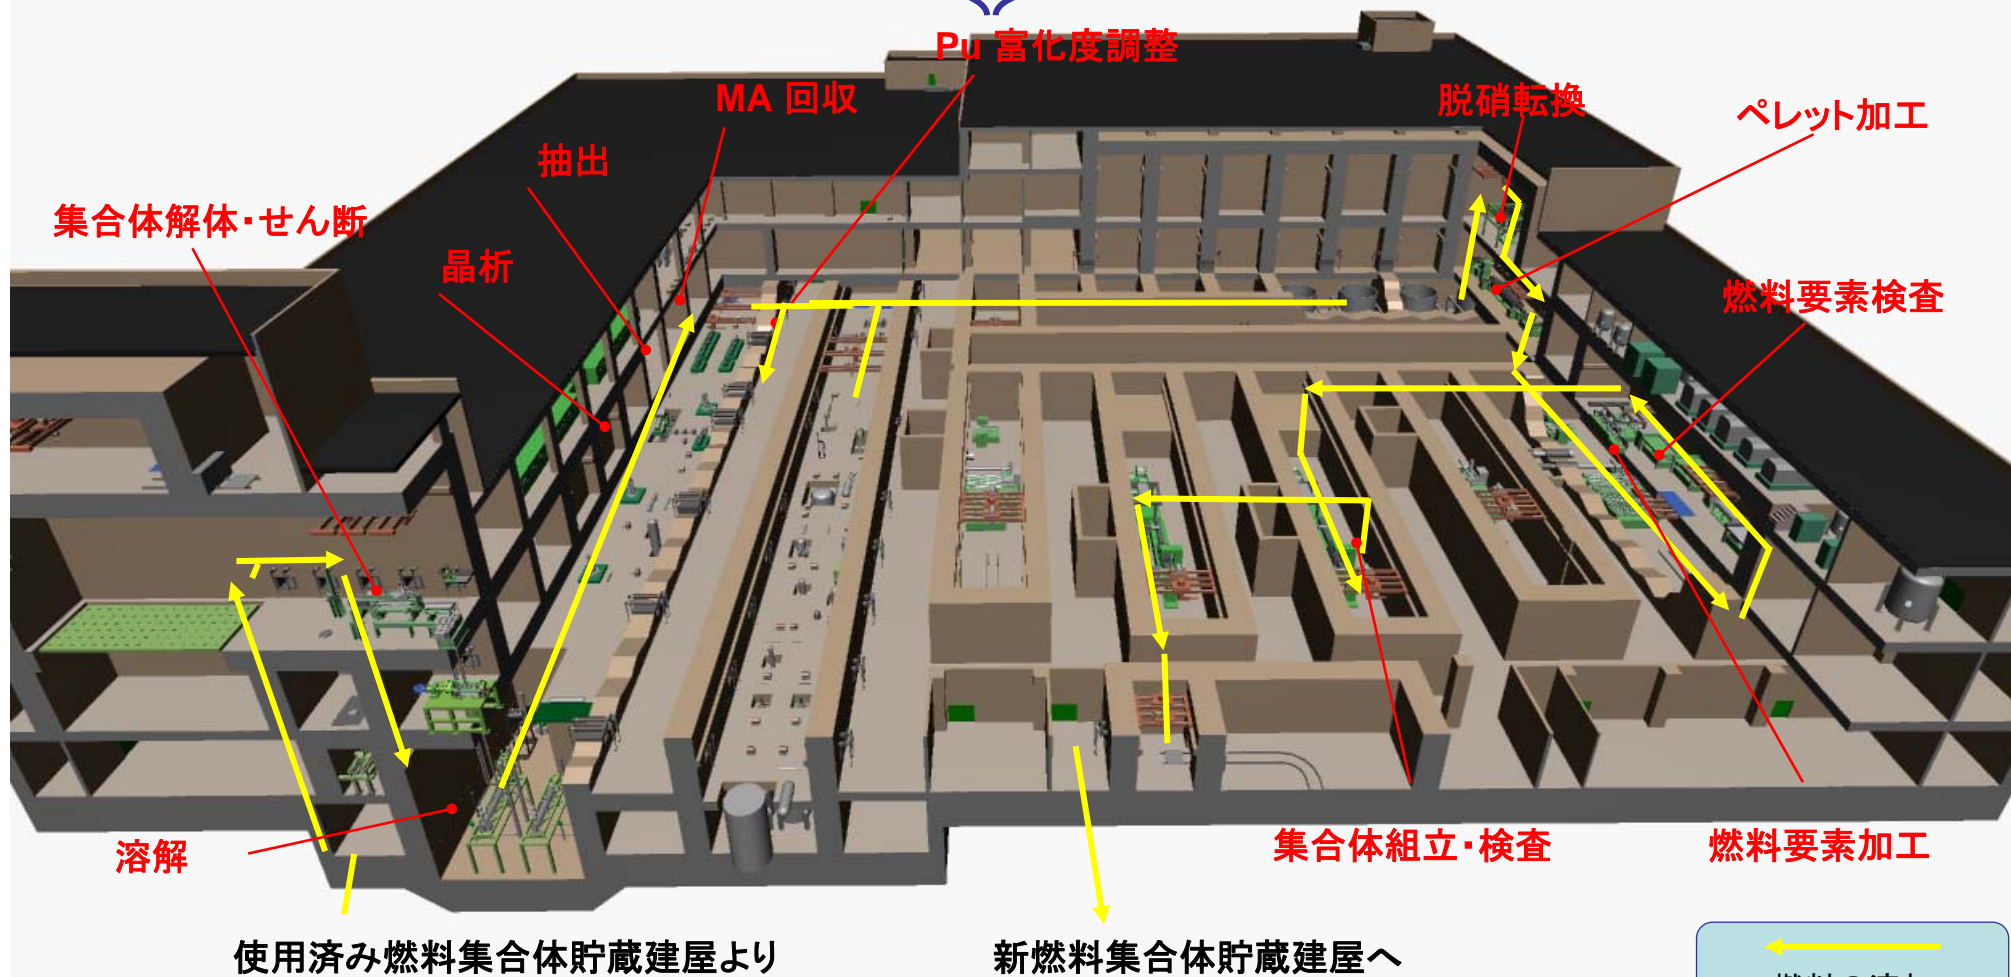 Pu 富化度調整
MA 回収
脱硝転換
ペレット加工
抽出
集合体解体・せん断
晶析
燃料要素検査
溶解
集合体組立・検査
燃料要素加工
使用済み燃料集合体貯蔵建屋より
新燃料集合体貯蔵建屋へ